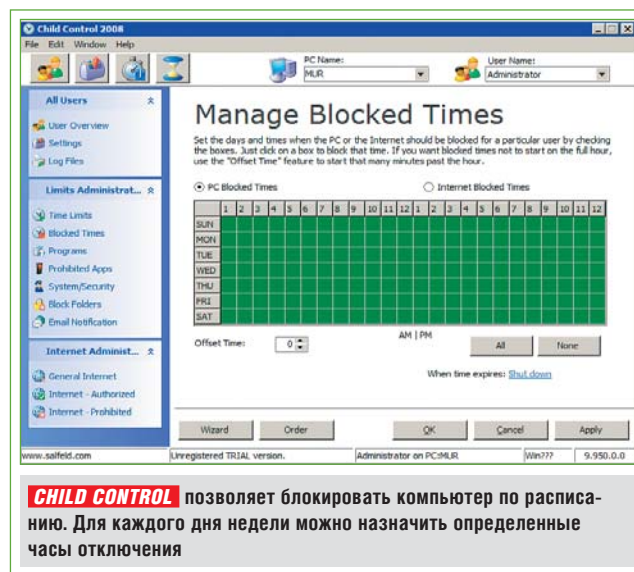 Child Control 2008
File Edit Window Help
PC Name:
MUR
User Name:
Administrator
All Users
User Overview
Settings
Log Files
Limits Administrat...
Time Limits
Blocked Times
Programs
Prohibited Apps
System/Security
Block Folders
Email Notification
Internet Administ...
General Internet
Internet - Authorized
Internet - Prohibited
Manage Blocked Times
Set the days and times when the PC or the Internet should be blocked for a particular user by checking
the boxes. Just click on a box to block that time. If you want blocked times not to start on the full hour,
use the "Offset Time" feature to start that many minutes past the hour.
PC Blocked Times
Internet Blocked Times
1 2 3 4 5 6 7 8 9 10 11 12 1 2 3 4 5 6 7 8 9 10 11 12
SUN
MON
TUE
WED
THU
FRI
SAT
Offset Time: 0
AM | PM
All None
When time expires: Shut down
Wizard Order OK Cancel Apply
www.salfeld.com Unregistered TRIAL version. Administrator on PC:MUR Win??? 9.950.0.0
CHILD CONTROL позволяет блокировать компьютер по расписа-
нию. Для каждого дня недели можно назначить определенные
часы отключения